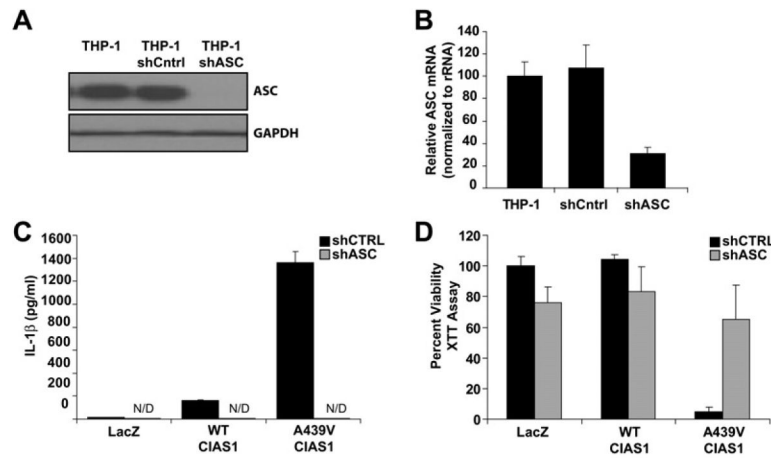 A
THP-1 THP-1 THP-1
shCntrl shASC
ASC
GAPDH
B
Relative ASC mRNA
(normalized to rRNA)
140
120
100
80
60
40
20
0
THP-1 shCntrl shASC
C
IL-1β (pg/ml)
1600
1400
1200
1000
800
600
400
200
0
shCTRL
shASC
N/D N/D N/D
LacZ WT A439V
CIAS1 CIAS1
D
Percent Viability
XTT Assay
120
100
80
60
40
20
0
shCTRL
shASC
LacZ WT A439V
CIAS1 CIAS1